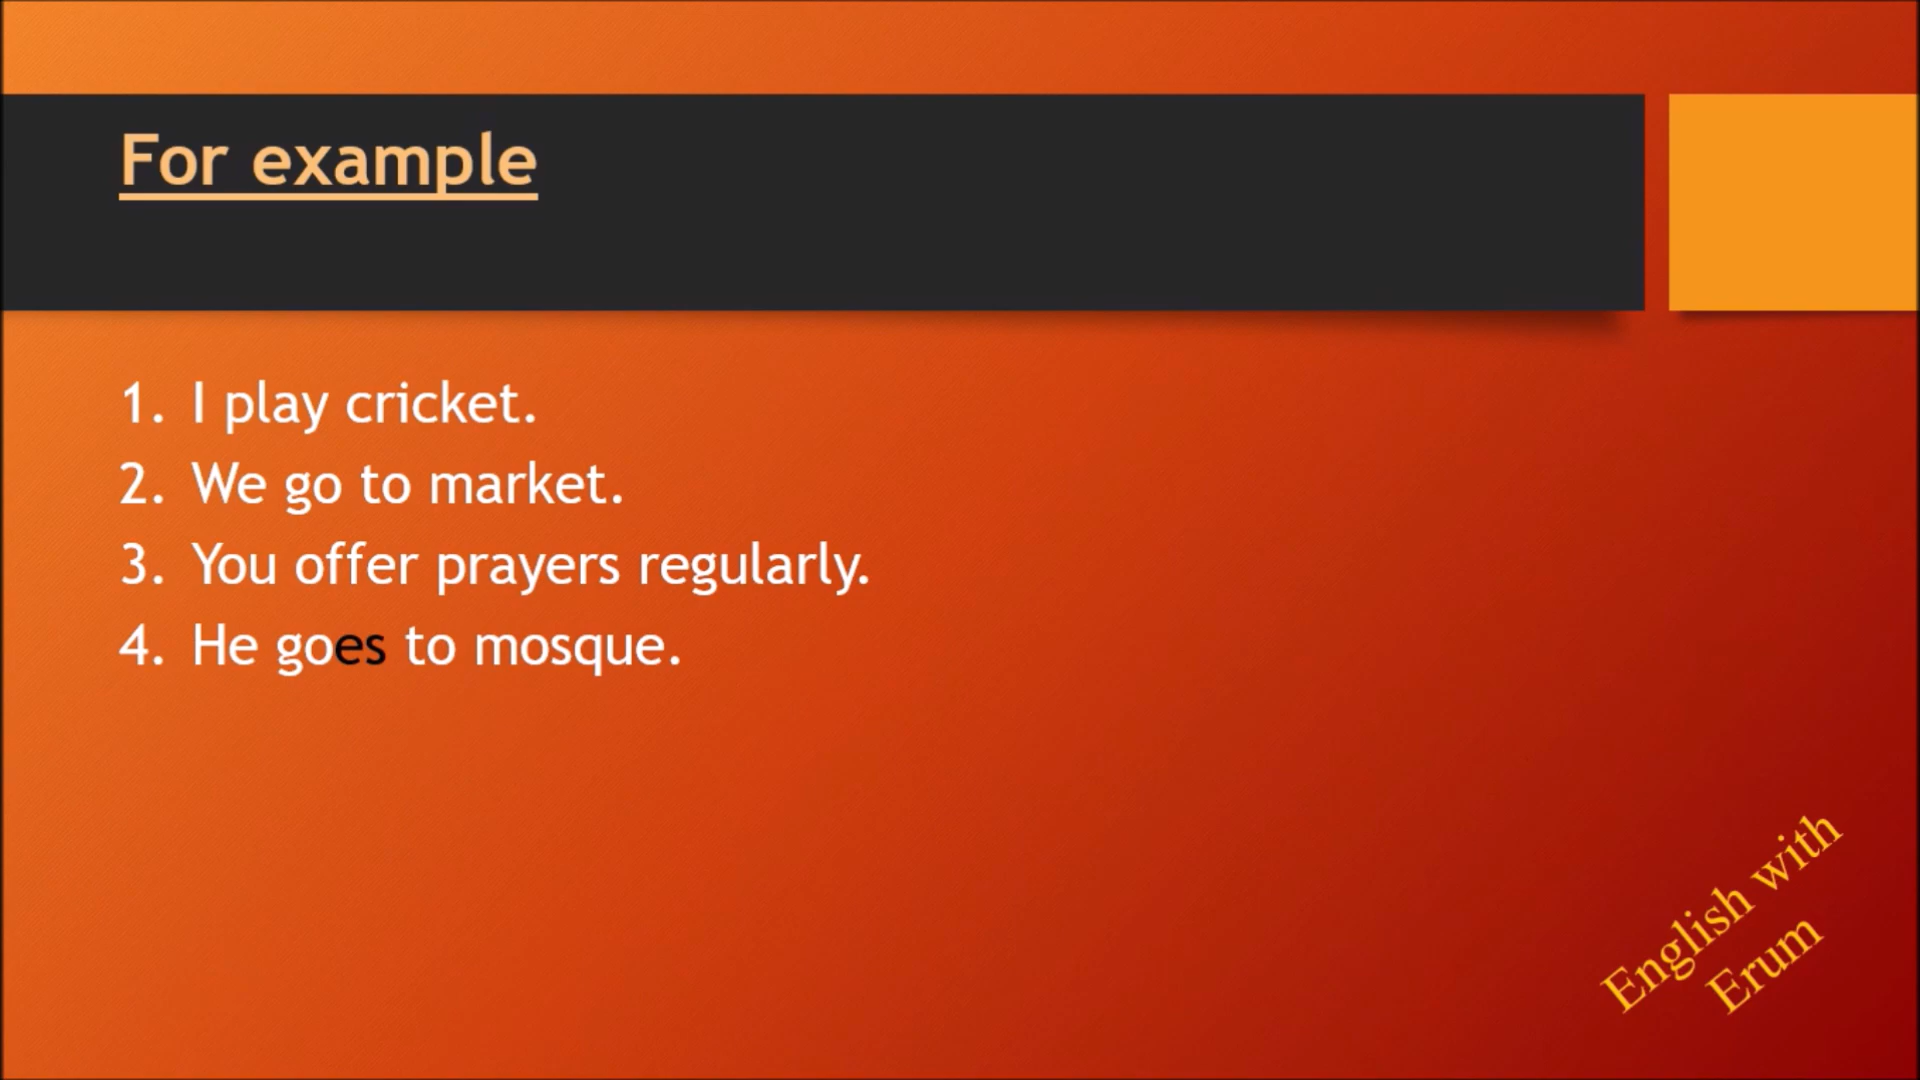 For example
1. I play cricket.
2. We go to market.
3. You offer prayers regularly.
4. He goes to mosque.
English with
Erum